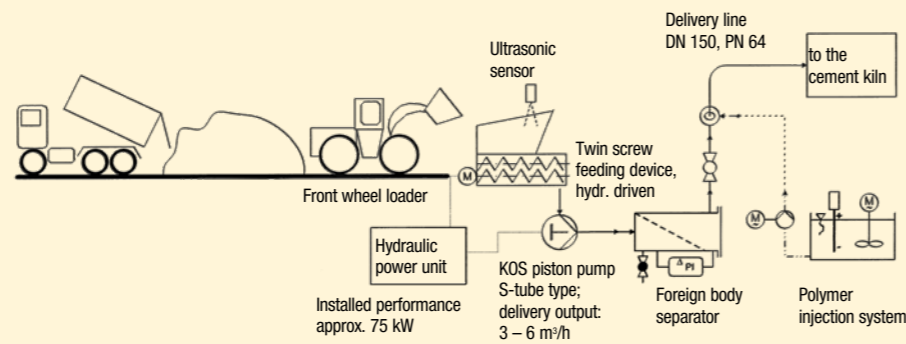 Delivery line
DN 150, PN 64
to the
cement kiln
Ultrasonic
sensor
Twin screw
feeding device,
hydr. driven
M
M
M
Front wheel loader
Hydraulic
power unit
Δ PI
KOS piston pump
S-tube type;
delivery output:
3 – 6 m³/h
Installed performance
approx. 75 kW
Foreign body
separator
Polymer
injection system